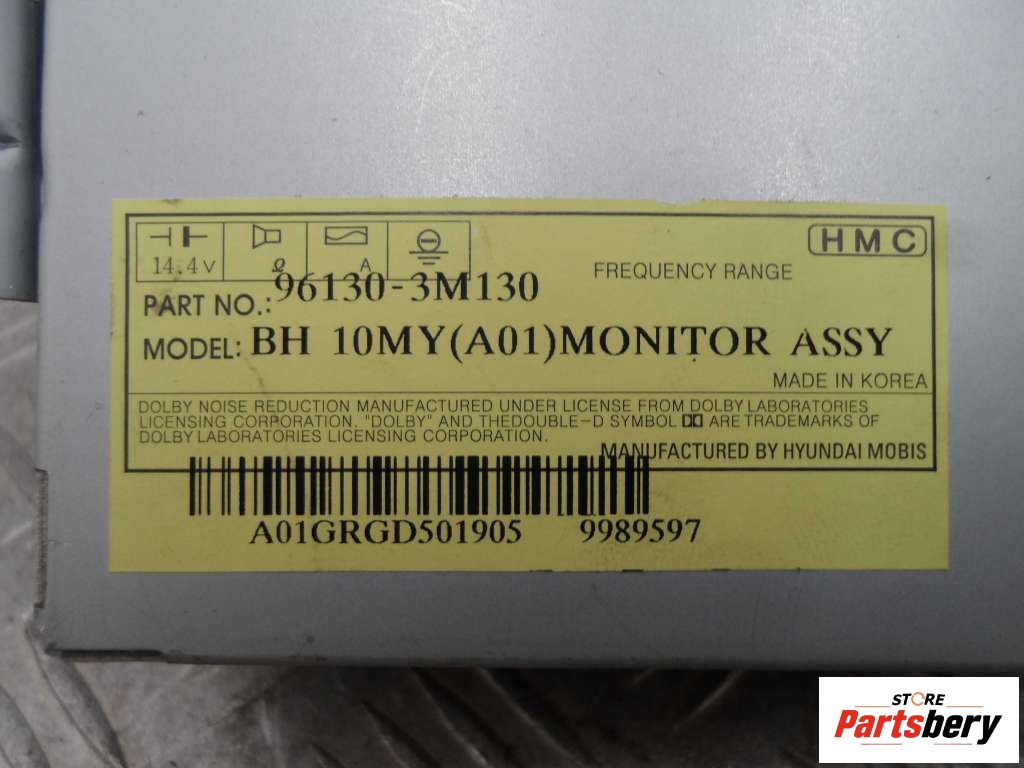 14.4V Ω A
HMC
FREQUENCY RANGE
PART NO.: 96130-3M130
MODEL: BH 10MY(A01)MONITOR ASSY
MADE IN KOREA
DOLBY NOISE REDUCTION MANUFACTURED UNDER LICENSE FROM DOLBY LABORATORIES
LICENSING CORPORATION. "DOLBY" AND THEDOUBLE-D SYMBOL ARE TRADEMARKS OF
DOLBY LABORATORIES LICENSING CORPORATION.
MANUFACTURED BY HYUNDAI MOBIS
A01GRGD501905 9989597
STORE
Partsbery